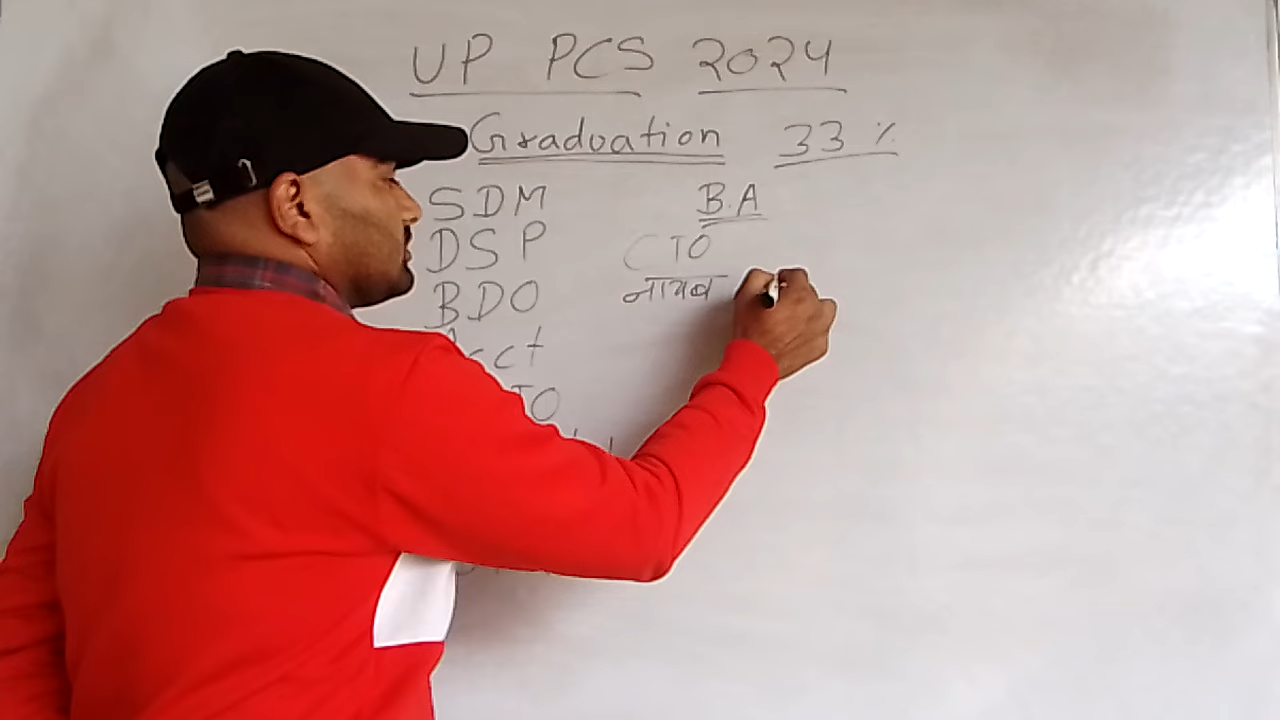 UP PCS 2024
Graduation 33 %
SDM
DSP
BDO
B.A
CTO
नायब